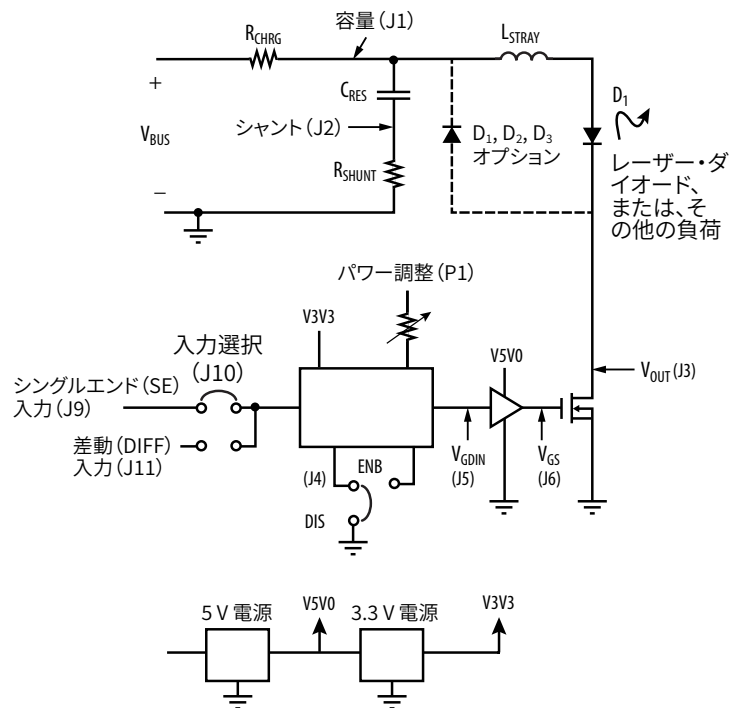 容量（J1）
RCHRG
LSTRAY
+
CRES
D1
VBUS
シャント（J2）
D1, D2, D3
オプション
RSHUNT
−
レーザー・ダ
イオード、
または、そ
の他の負荷
パワー調整（P1）
V3V3
入力選択
（J10）
V5V0
シングルエンド（SE）
入力（J9）
VOUT (J3)
差動（DIFF）
入力（J11）
(J4)
ENB
VGDIN
(J5)
VGS
(J6)
DIS
5 V 電源
V5V0
3.3 V 電源
V3V3